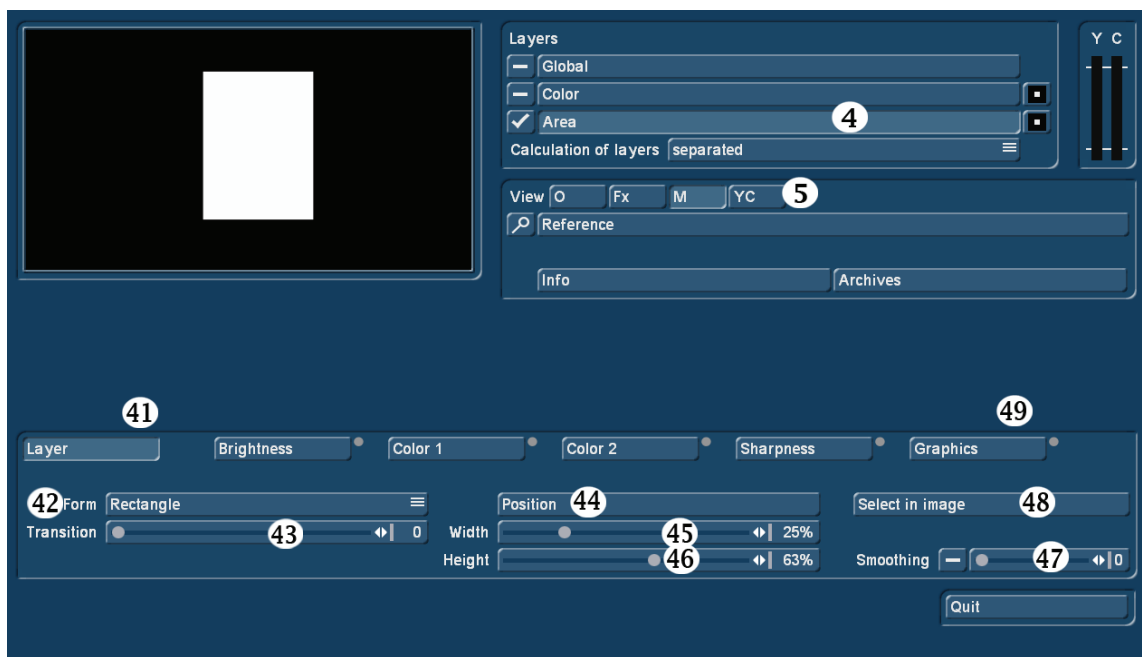 Layers
Y C
Global
Color
Area 4
Calculation of layers separated
View O Fx M YC 5
Reference
Info Archives
41 49
Layer Brightness Color 1 Color 2 Sharpness Graphics
42 Form Rectangle Position 44 Select in image 48
Transition 43 0 Width 45 25%
Height 46 63% Smoothing 47 0
Quit